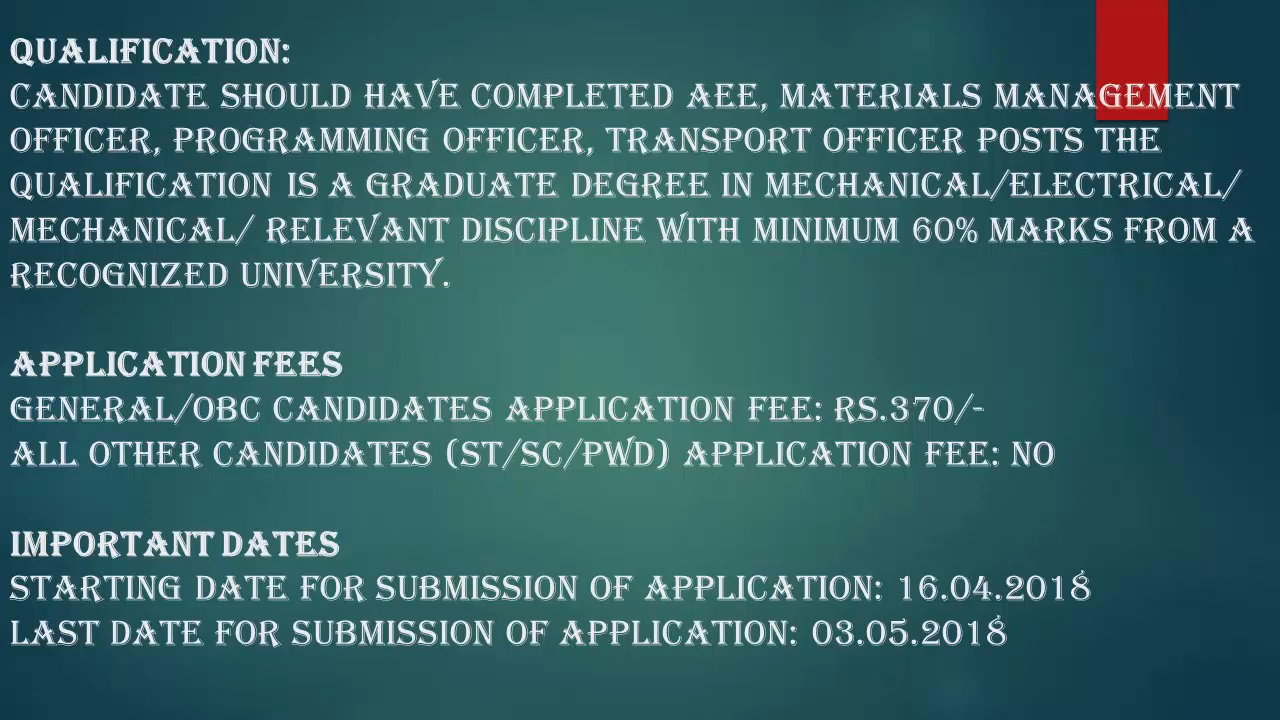 QUALIFICATION:
CANDIDATE SHOULD HAVE COMPLETED AEE, MATERIALS MANAGEMENT
OFFICER, PROGRAMMING OFFICER, TRANSPORT OFFICER POSTS THE
QUALIFICATION IS A GRADUATE DEGREE IN MECHANICAL/ELECTRICAL/
MECHANICAL/ RELEVANT DISCIPLINE WITH MINIMUM 60% MARKS FROM A
RECOGNIZED UNIVERSITY.
APPLICATION FEES
GENERAL/OBC CANDIDATES APPLICATION FEE: RS.370/-
ALL OTHER CANDIDATES (ST/SC/PWD) APPLICATION FEE: NO
IMPORTANT DATES
STARTING DATE FOR SUBMISSION OF APPLICATION: 16.04.2018
LAST DATE FOR SUBMISSION OF APPLICATION: 03.05.2018